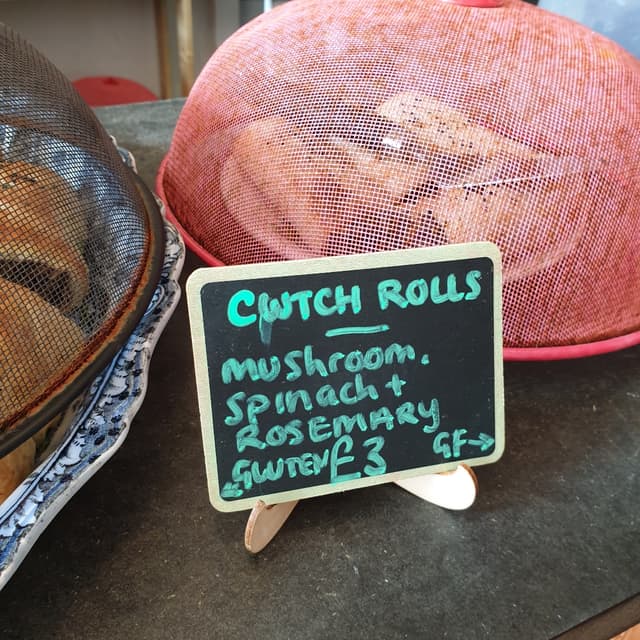 CWTCH ROLLS
mushroom.
spinach +
ROSEMARY
←GLUTEN £3 GF→